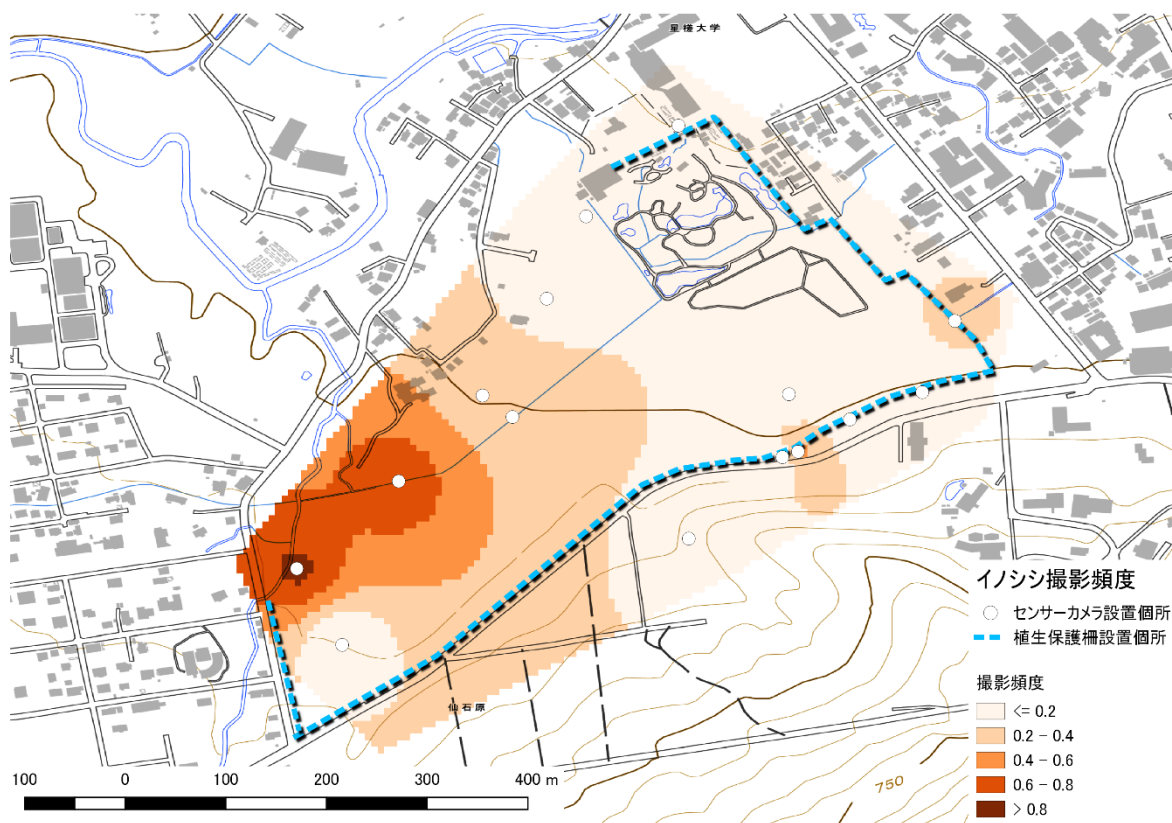 星槎大学
仙石原
750
イノシシ撮影頻度
センサーカメラ設置個所
植生保護柵設置個所
撮影頻度
<= 0.2
0.2 – 0.4
0.4 – 0.6
0.6 – 0.8
> 0.8
100 0 100 200 300 400 m